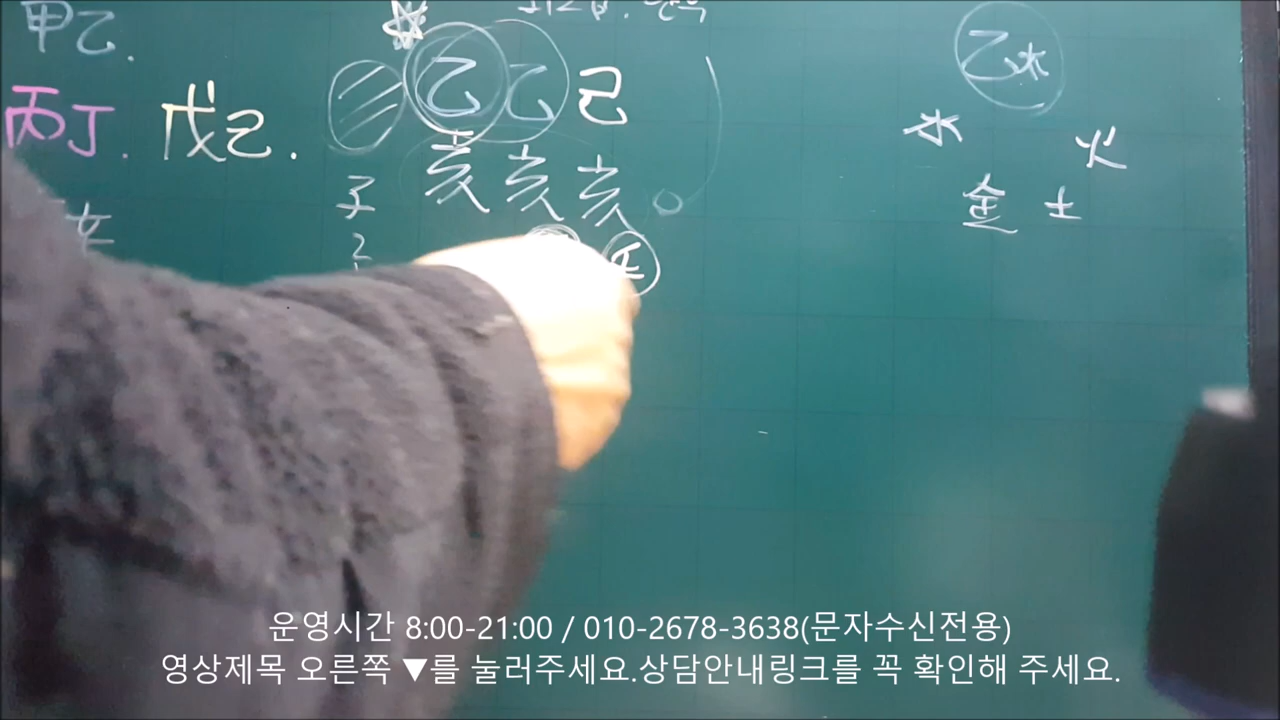 甲乙.
丙丁. 戊己.
乙 乙 己
子 亥 亥 亥
乙木
水 火
金 土
운영시간 8:00-21:00 / 010-2678-3638(문자수신전용)
영상제목 오른쪽 ▼를 눌러주세요.상담안내링크를 꼭 확인해 주세요.